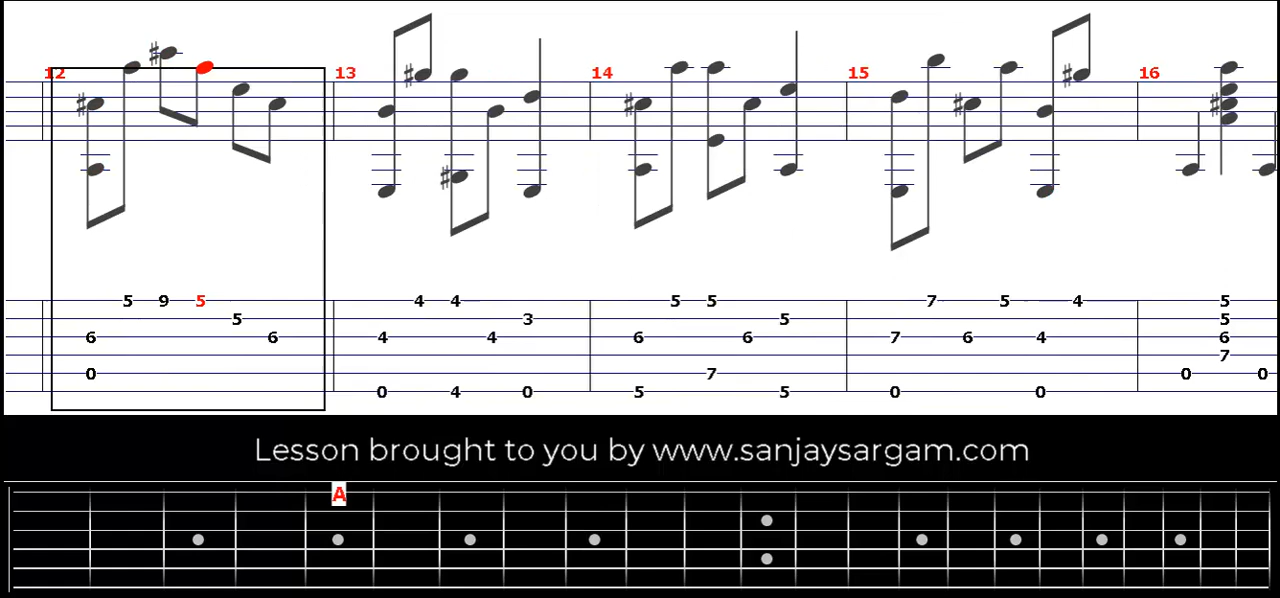 12 13 14 15 16
5 9 5 4 4 5 5 7 5 4 5
5 3 5 5
6 6 4 4 6 6 7 6 4 6
7 7
0 0 0
0 4 0 5 5 0 0
Lesson brought to you by www.sanjaysargam.com
A